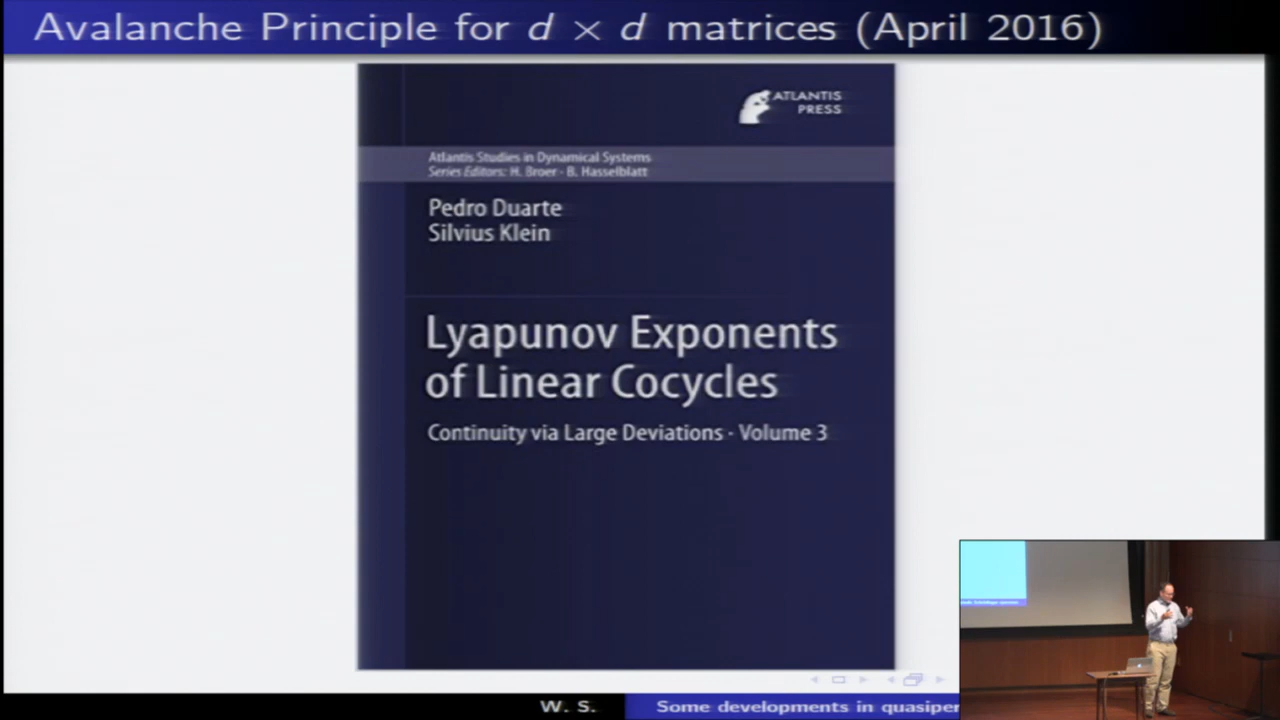 Avalanche Principle for d × d matrices (April 2016)
ATLANTIS
PRESS
Atlantis Studies in Dynamical Systems
Series Editors: H. Broer · B. Hasselblatt
Pedro Duarte
Silvius Klein
Lyapunov Exponents
of Linear Cocycles
Continuity via Large Deviations · Volume 3
W. S.
Some developments in quasiper